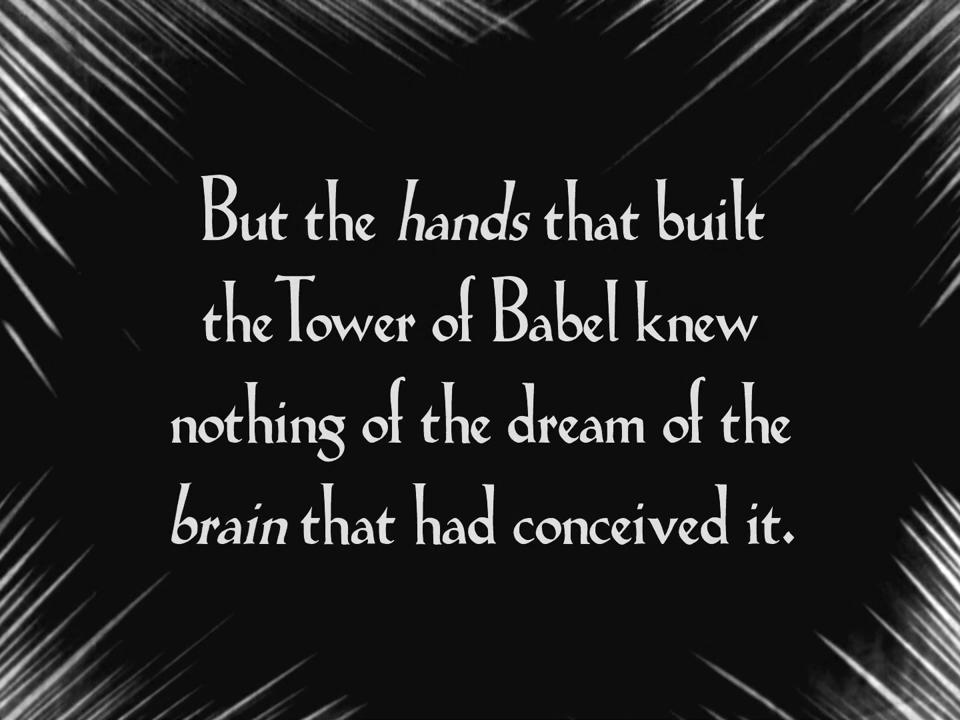 But the hands that built
the Tower of Babel knew
nothing of the dream of the
brain that had conceived it.